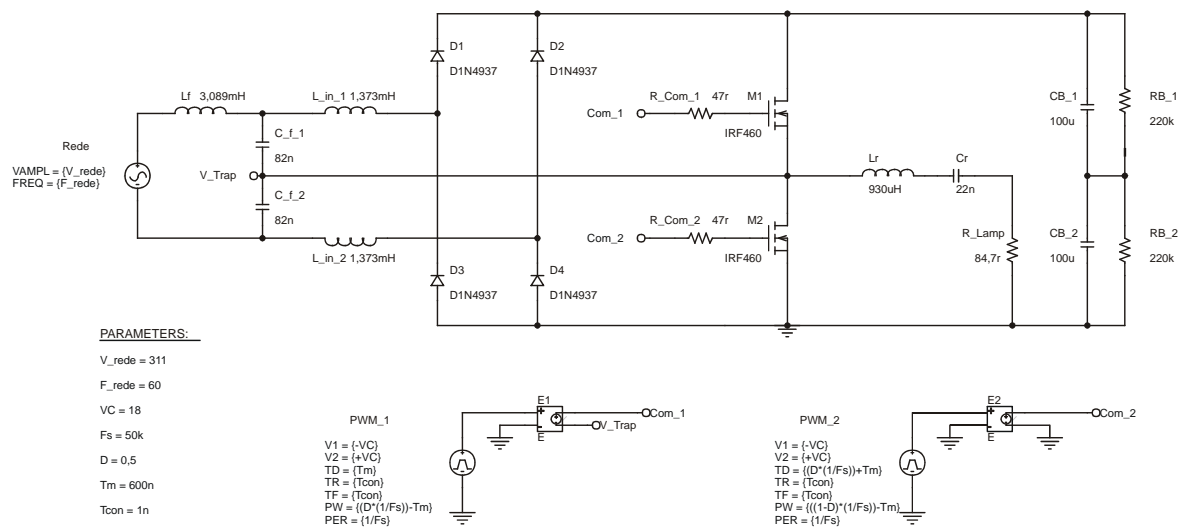 D1
D1N4937
D2
D1N4937
Lf 3,089mH
L_in_1 1,373mH
R_Com_1 47r
M1
Com_1
IRF460
CB_1
100u
RB_1
220k
C_f_1
82n
Rede
VAMPL = {V_rede}
FREQ = {F_rede}
V_Trap
C_f_2
82n
Lr
930uH
Cr
22n
R_Com_2 47r
M2
Com_2
IRF460
R_Lamp
84,7r
CB_2
100u
RB_2
220k
L_in_2 1,373mH
D3
D1N4937
D4
D1N4937
PARAMETERS:
V_rede = 311
F_rede = 60
VC = 18
Fs = 50k
D = 0,5
Tm = 600n
Tcon = 1n
PWM_1
V1 = {-VC}
V2 = {+VC}
TD = {Tm}
TR = {Tcon}
TF = {Tcon}
PW = {(D*(1/Fs))-Tm}
PER = {1/Fs}
E1
+
-
E
Com_1
V_Trap
PWM_2
V1 = {-VC}
V2 = {+VC}
TD = {(D*(1/Fs))+Tm}
TR = {Tcon}
TF = {Tcon}
PW = {((1-D)*(1/Fs))-Tm}
PER = {1/Fs}
E2
+
-
E
Com_2